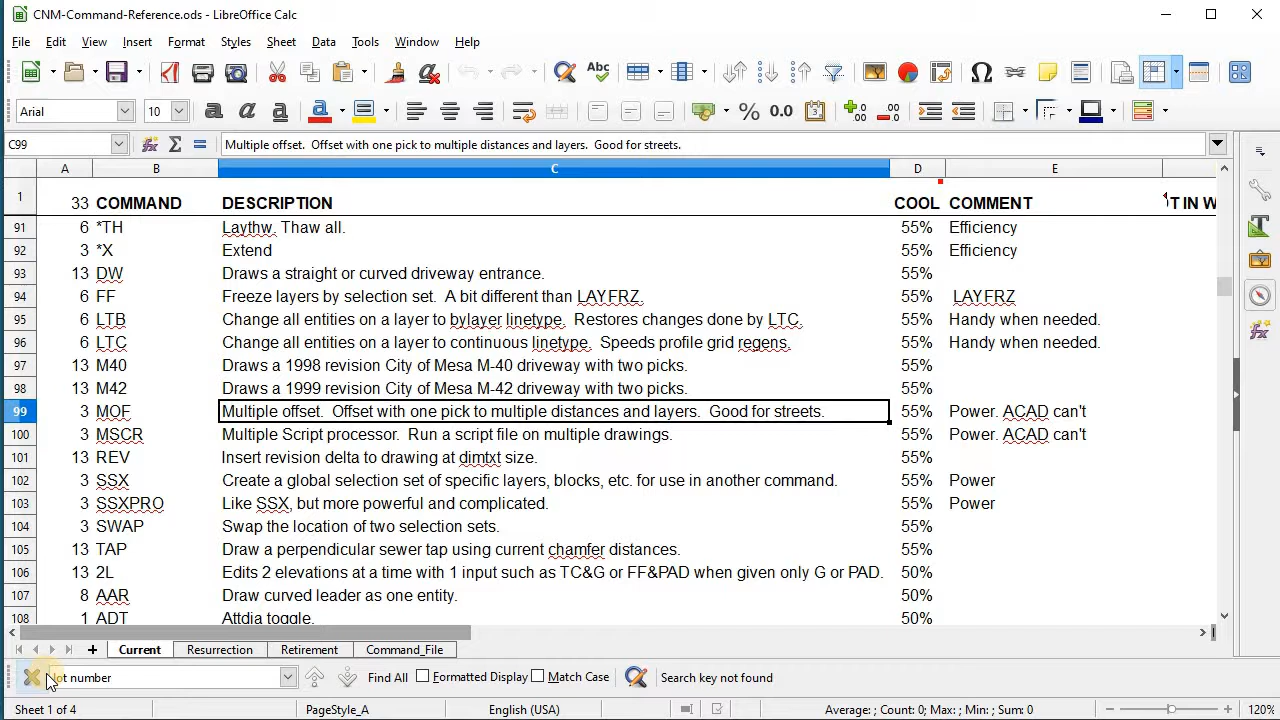 CNM-Command-Reference.ods - LibreOffice Calc
File Edit View Insert Format Styles Sheet Data Tools Window Help
Abc
Arial 10 a a a a % 0.0
C99 Multiple offset.  Offset with one pick to multiple distances and layers.  Good for streets.
A B C D E
1 33 COMMAND DESCRIPTION COOL COMMENT T IN W
91 6 *TH Laythw. Thaw all. 55% Efficiency
92 3 *X Extend 55% Efficiency
93 13 DW Draws a straight or curved driveway entrance. 55%
94 6 FF Freeze layers by selection set.  A bit different than LAYFRZ. 55% LAYFRZ
95 6 LTB Change all entities on a layer to bylayer linetype.  Restores changes done by LTC. 55% Handy when needed.
96 6 LTC Change all entities on a layer to continuous linetype.  Speeds profile grid regens. 55% Handy when needed.
97 13 M40 Draws a 1998 revision City of Mesa M-40 driveway with two picks. 55%
98 13 M42 Draws a 1999 revision City of Mesa M-42 driveway with two picks. 55%
99 3 MOF Multiple offset.  Offset with one pick to multiple distances and layers.  Good for streets. 55% Power. ACAD can't
100 3 MSCR Multiple Script processor.  Run a script file on multiple drawings. 55% Power. ACAD can't
101 13 REV Insert revision delta to drawing at dimtxt size. 55%
102 3 SSX Create a global selection set of specific layers, blocks, etc. for use in another command. 55% Power
103 3 SSXPRO Like SSX, but more powerful and complicated. 55% Power
104 3 SWAP Swap the location of two selection sets. 55%
105 13 TAP Draw a perpendicular sewer tap using current chamfer distances. 55%
106 13 2L Edits 2 elevations at a time with 1 input such as TC&G or FF&PAD when given only G or PAD. 50%
107 8 AAR Draw curved leader as one entity. 50%
108 1 ADT Attdia toggle. 50%
Current Resurrection Retirement Command_File
ot number Find All Formatted Display Match Case Search key not found
Sheet 1 of 4 PageStyle_A English (USA) Average: ; Count: 0; Max: ; Min: ; Sum: 0 120%